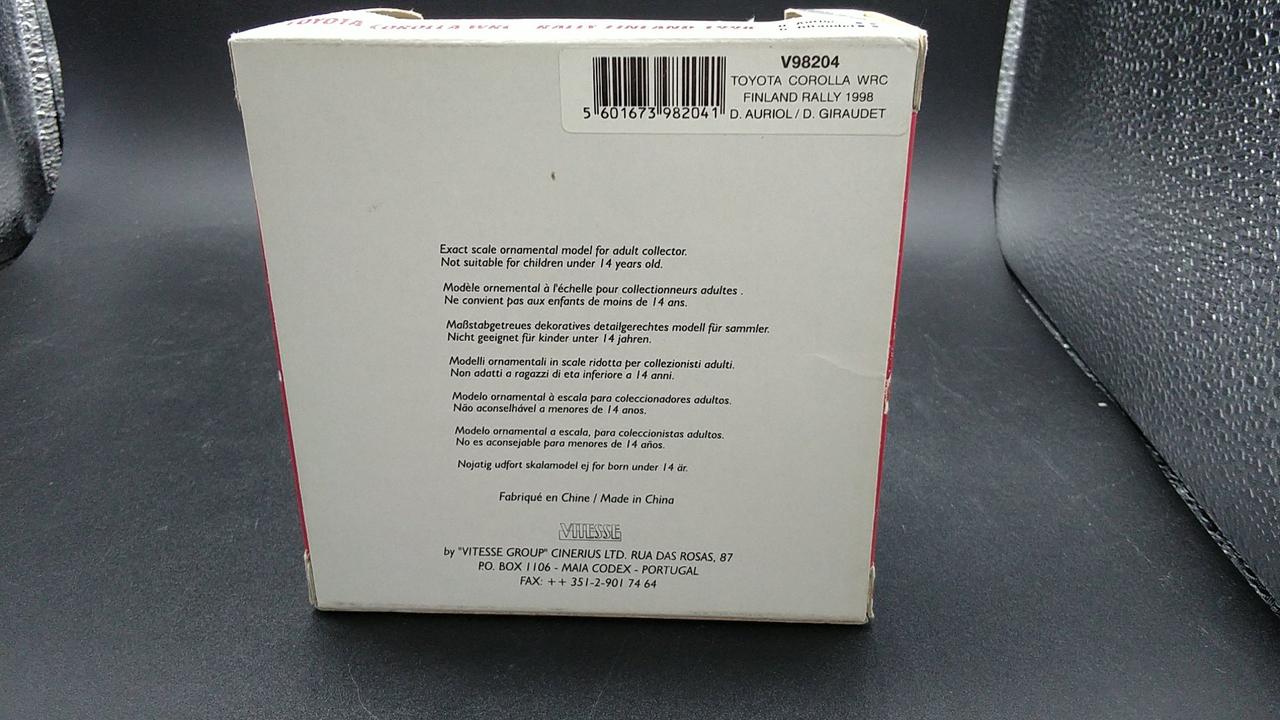 TOYOTA COROLLA WRC RALLY FINLAND 1998
V98204
TOYOTA COROLLA WRC
FINLAND RALLY 1998
5 601673 982041 D. AURIOL / D. GIRAUDET
Exact scale ornamental model for adult collector.
Not suitable for children under 14 years old.
Modèle ornemental à l'échelle pour collectionneurs adultes .
Ne convient pas aux enfants de moins de 14 ans.
Maßstabgetreues dekoratives detailgerechtes modell für sammler.
Nicht geeignet für kinder unter 14 jahren.
Modelli ornamentali in scale ridotta per collezionisti adulti.
Non adatti a ragazzi di eta inferiore a 14 anni.
Modelo ornamental à escala para coleccionadores adultos.
Não aconselhável a menores de 14 anos.
Modelo ornamental a escala, para coleccionistas adultos.
No es aconsejable para menores de 14 años.
Nojatig udfort skalamodel ej for born under 14 är.
Fabriqué en Chine / Made in China
VITESSE
by "VITESSE GROUP" CINERIUS LTD. RUA DAS ROSAS, 87
P.O. BOX 1106 - MAIA CODEX - PORTUGAL
FAX: ++ 351-2-901 74 64